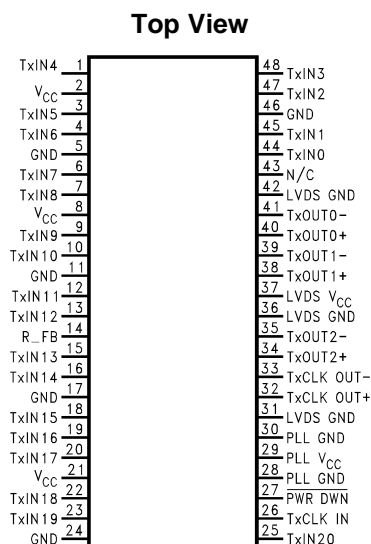 Top View
TxIN4 1
VCC 2
TxIN5 3
TxIN6 4
GND 5
TxIN7 6
TxIN8 7
VCC 8
TxIN9 9
TxIN10 10
GND 11
TxIN11 12
TxIN12 13
R_FB 14
TxIN13 15
TxIN14 16
GND 17
TxIN15 18
TxIN16 19
TxIN17 20
VCC 21
TxIN18 22
TxIN19 23
GND 24
48 TxIN3
47 TxIN2
46 GND
45 TxIN1
44 TxIN0
43 N/C
42 LVDS GND
41 TxOUT0-
40 TxOUT0+
39 TxOUT1-
38 TxOUT1+
37 LVDS VCC
36 LVDS GND
35 TxOUT2-
34 TxOUT2+
33 TxCLK OUT-
32 TxCLK OUT+
31 LVDS GND
30 PLL GND
29 PLL VCC
28 PLL GND
27 PWR DWN
26 TxCLK IN
25 TxIN20